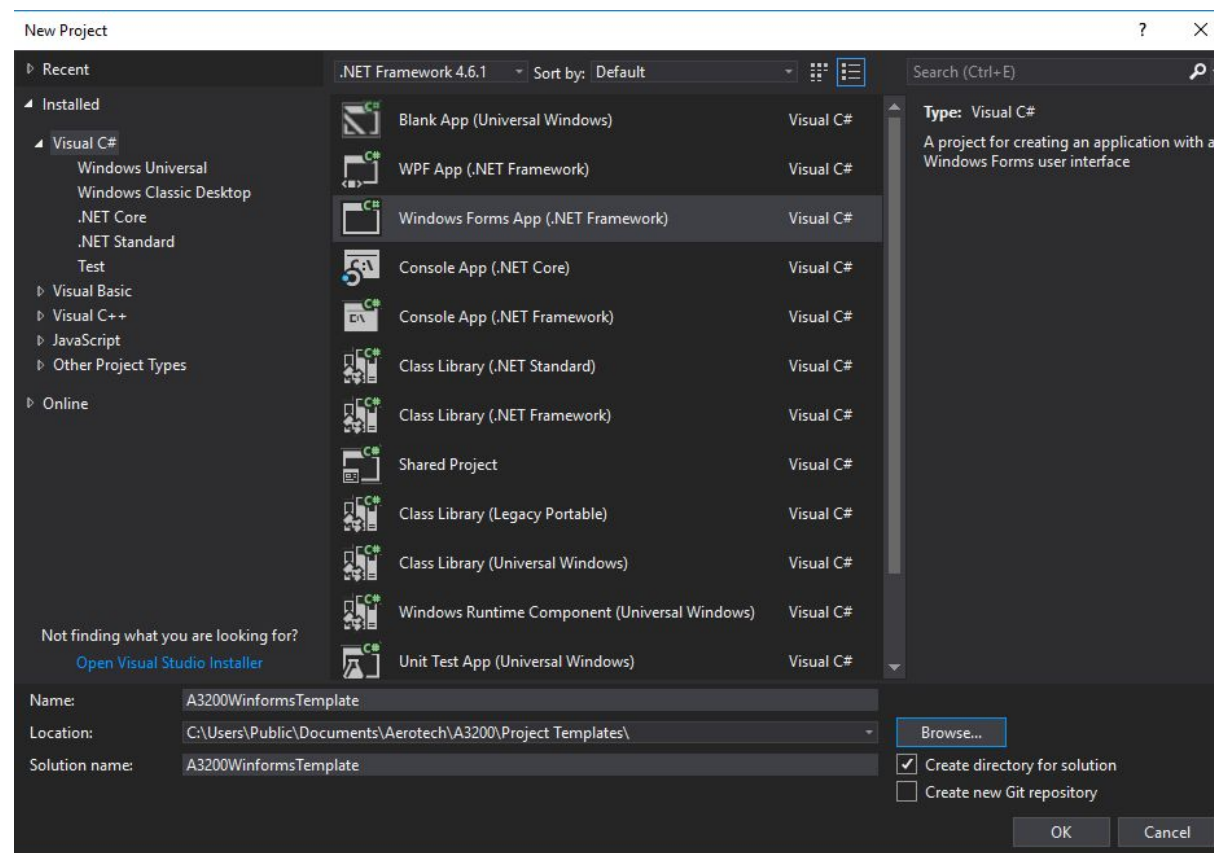 New Project
?
Recent
.NET Framework 4.6.1
Sort by: Default
Search (Ctrl+E)
Installed
Visual C#
Windows Universal
Windows Classic Desktop
.NET Core
.NET Standard
Test
Visual Basic
Visual C++
JavaScript
Other Project Types
Online
Not finding what you are looking for?
Open Visual Studio Installer
Blank App (Universal Windows) Visual C#
WPF App (.NET Framework) Visual C#
Windows Forms App (.NET Framework) Visual C#
Console App (.NET Core) Visual C#
Console App (.NET Framework) Visual C#
Class Library (.NET Standard) Visual C#
Class Library (.NET Framework) Visual C#
Shared Project Visual C#
Class Library (Legacy Portable) Visual C#
Class Library (Universal Windows) Visual C#
Windows Runtime Component (Universal Windows) Visual C#
Unit Test App (Universal Windows) Visual C#
Type: Visual C#
A project for creating an application with a
Windows Forms user interface
Name: A3200WinformsTemplate
Location: C:\Users\Public\Documents\Aerotech\A3200\Project Templates\
Browse...
Solution name: A3200WinformsTemplate
Create directory for solution
Create new Git repository
OK
Cancel